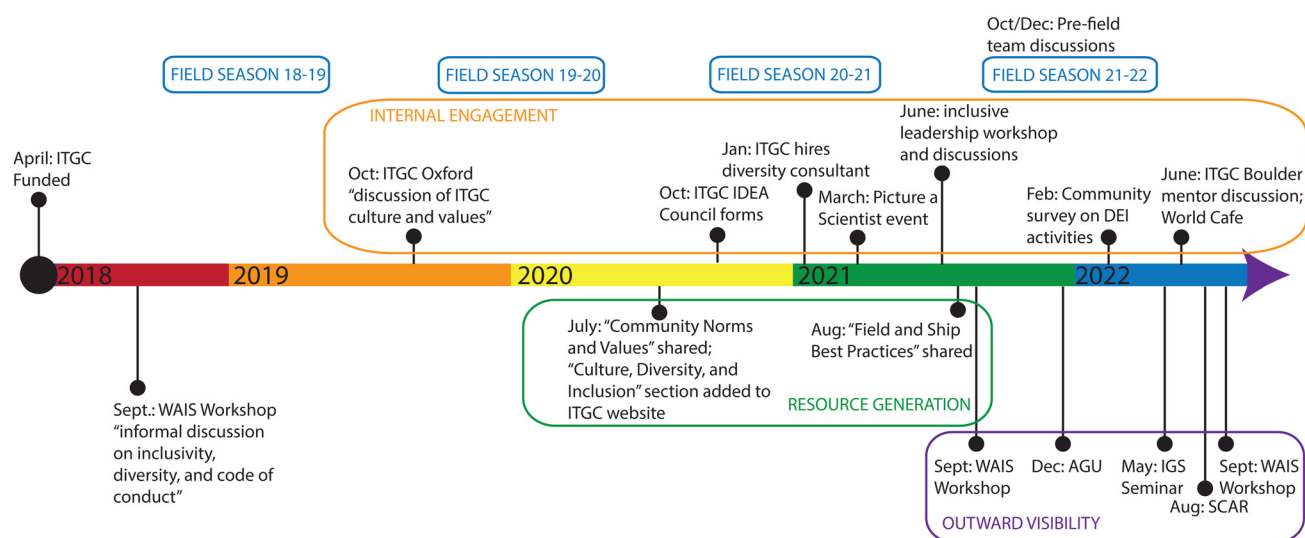 Oct/Dec: Pre-field
team discussions
FIELD SEASON 18-19
FIELD SEASON 19-20
FIELD SEASON 20-21
FIELD SEASON 21-22
INTERNAL ENGAGEMENT
April: ITGC
Funded
Oct: ITGC Oxford
“discussion of ITGC
culture and values”
Oct: ITGC IDEA
Council forms
Jan: ITGC hires
diversity consultant
March: Picture a
Scientist event
June: inclusive
leadership workshop
and discussions
Feb: Community
survey on DEI
activities
June: ITGC Boulder
mentor discussion;
World Cafe
2018
2019
2020
2021
2022
Sept.: WAIS Workshop
“informal discussion
on inclusivity,
diversity, and code of
conduct”
July: “Community Norms
and Values” shared;
“Culture, Diversity, and
Inclusion” section added to
ITGC website
Aug: “Field and Ship
Best Practices” shared
RESOURCE GENERATION
Sept: WAIS
Workshop
Dec: AGU
May: IGS
Seminar
Aug: SCAR
Sept: WAIS
Workshop
OUTWARD VISIBILITY